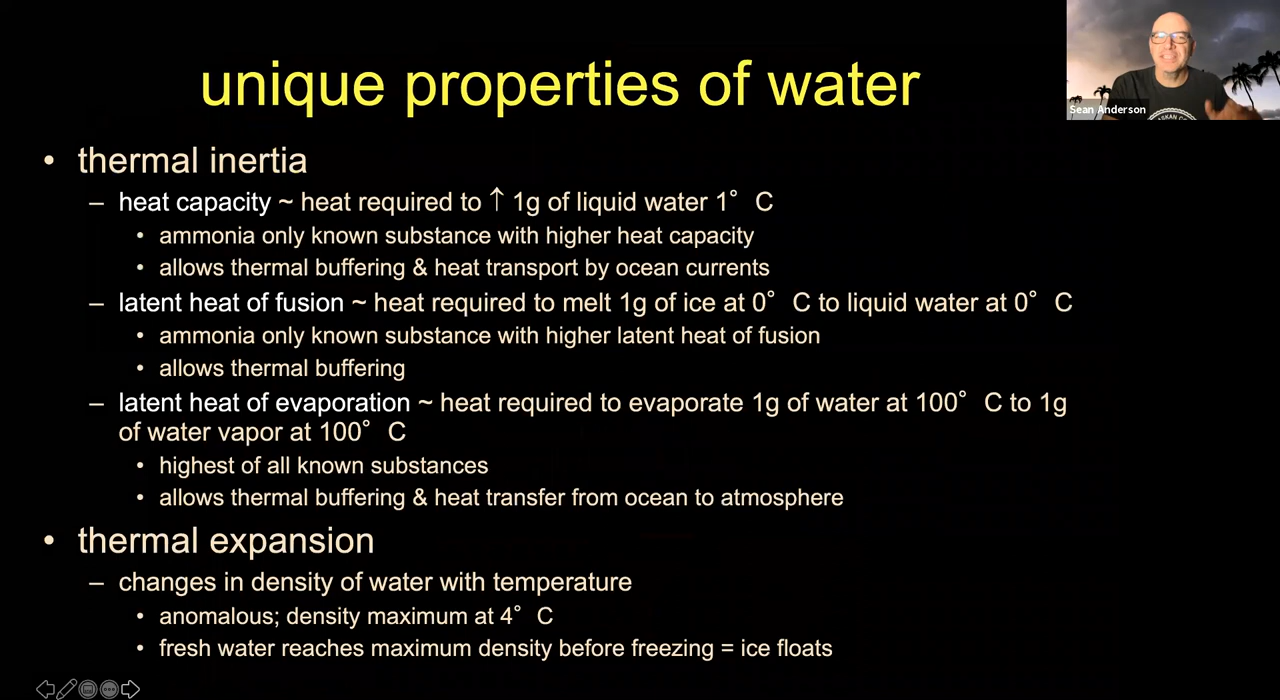 unique properties of water
Sean Anderson
• thermal inertia
– heat capacity ~ heat required to ↑ 1g of liquid water 1° C
• ammonia only known substance with higher heat capacity
• allows thermal buffering & heat transport by ocean currents
– latent heat of fusion ~ heat required to melt 1g of ice at 0° C to liquid water at 0° C
• ammonia only known substance with higher latent heat of fusion
• allows thermal buffering
– latent heat of evaporation ~ heat required to evaporate 1g of water at 100° C to 1g
of water vapor at 100° C
• highest of all known substances
• allows thermal buffering & heat transfer from ocean to atmosphere
• thermal expansion
– changes in density of water with temperature
• anomalous; density maximum at 4° C
• fresh water reaches maximum density before freezing = ice floats